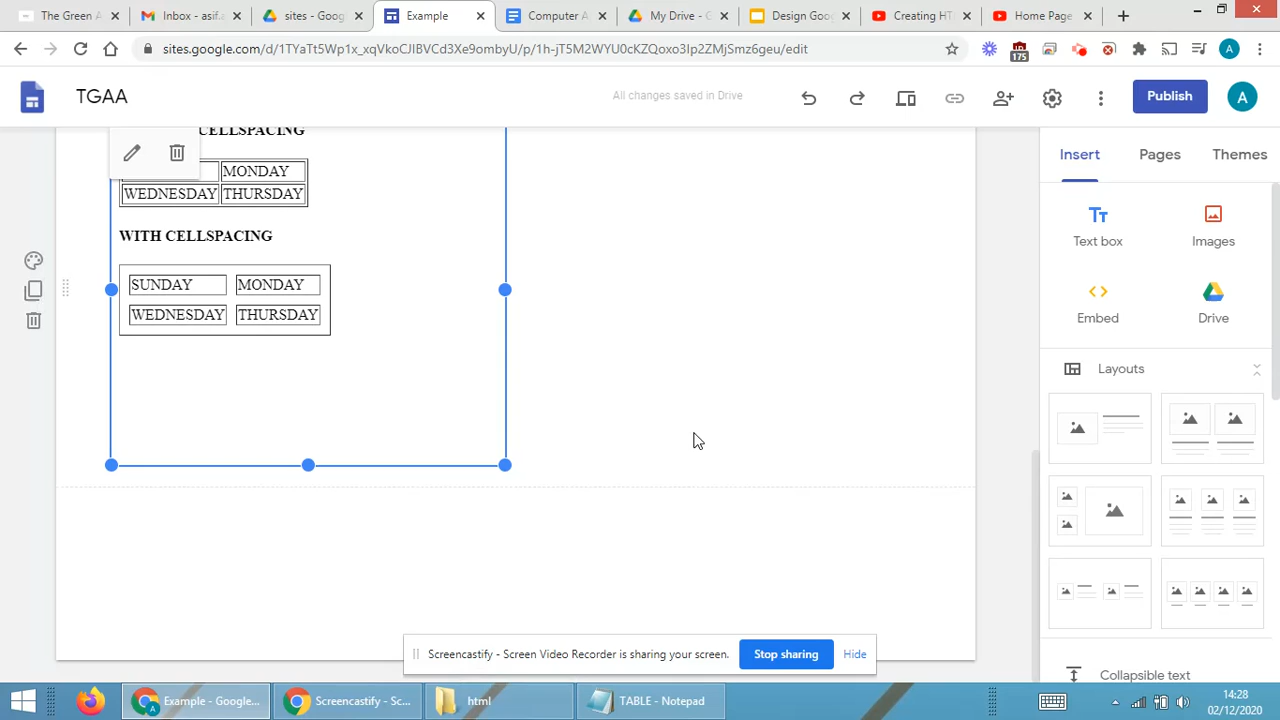 The Green A
Inbox - asif.a
siteh - Goog
Example
Computer A
My Drive - G
Design Goo
Creating HT
Home Page
sites.google.com/d/1TYaTt5Wp1x_xqVkoCJIBVCd3Xe9ombyU/p/1h-jT5M2WYU0cKZQoxo3Ip2ZMjSmz6geu/edit
175
A
TGAA
All changes saved in Drive
Publish
A
CELLSPACING
MONDAY
WEDNESDAY THURSDAY
WITH CELLSPACING
SUNDAY MONDAY
WEDNESDAY THURSDAY
Insert Pages Themes
Text box Images
Embed Drive
Layouts
Collapsible text
Screencastify - Screen Video Recorder is sharing your screen. Stop sharing Hide
Example - Google... Screencastify - Sc... html TABLE - Notepad
14:28
02/12/2020